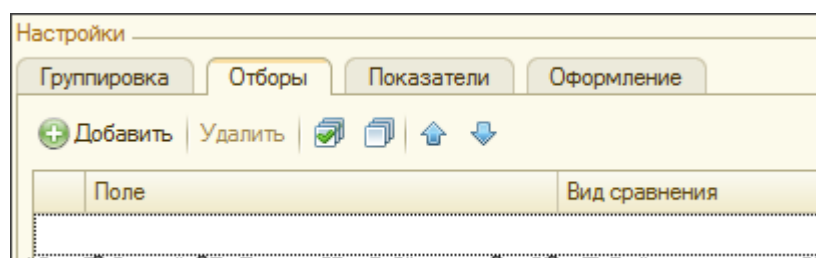 Настройки
Группировка Отборы Показатели Оформление
Добавить Удалить
Поле Вид сравнения